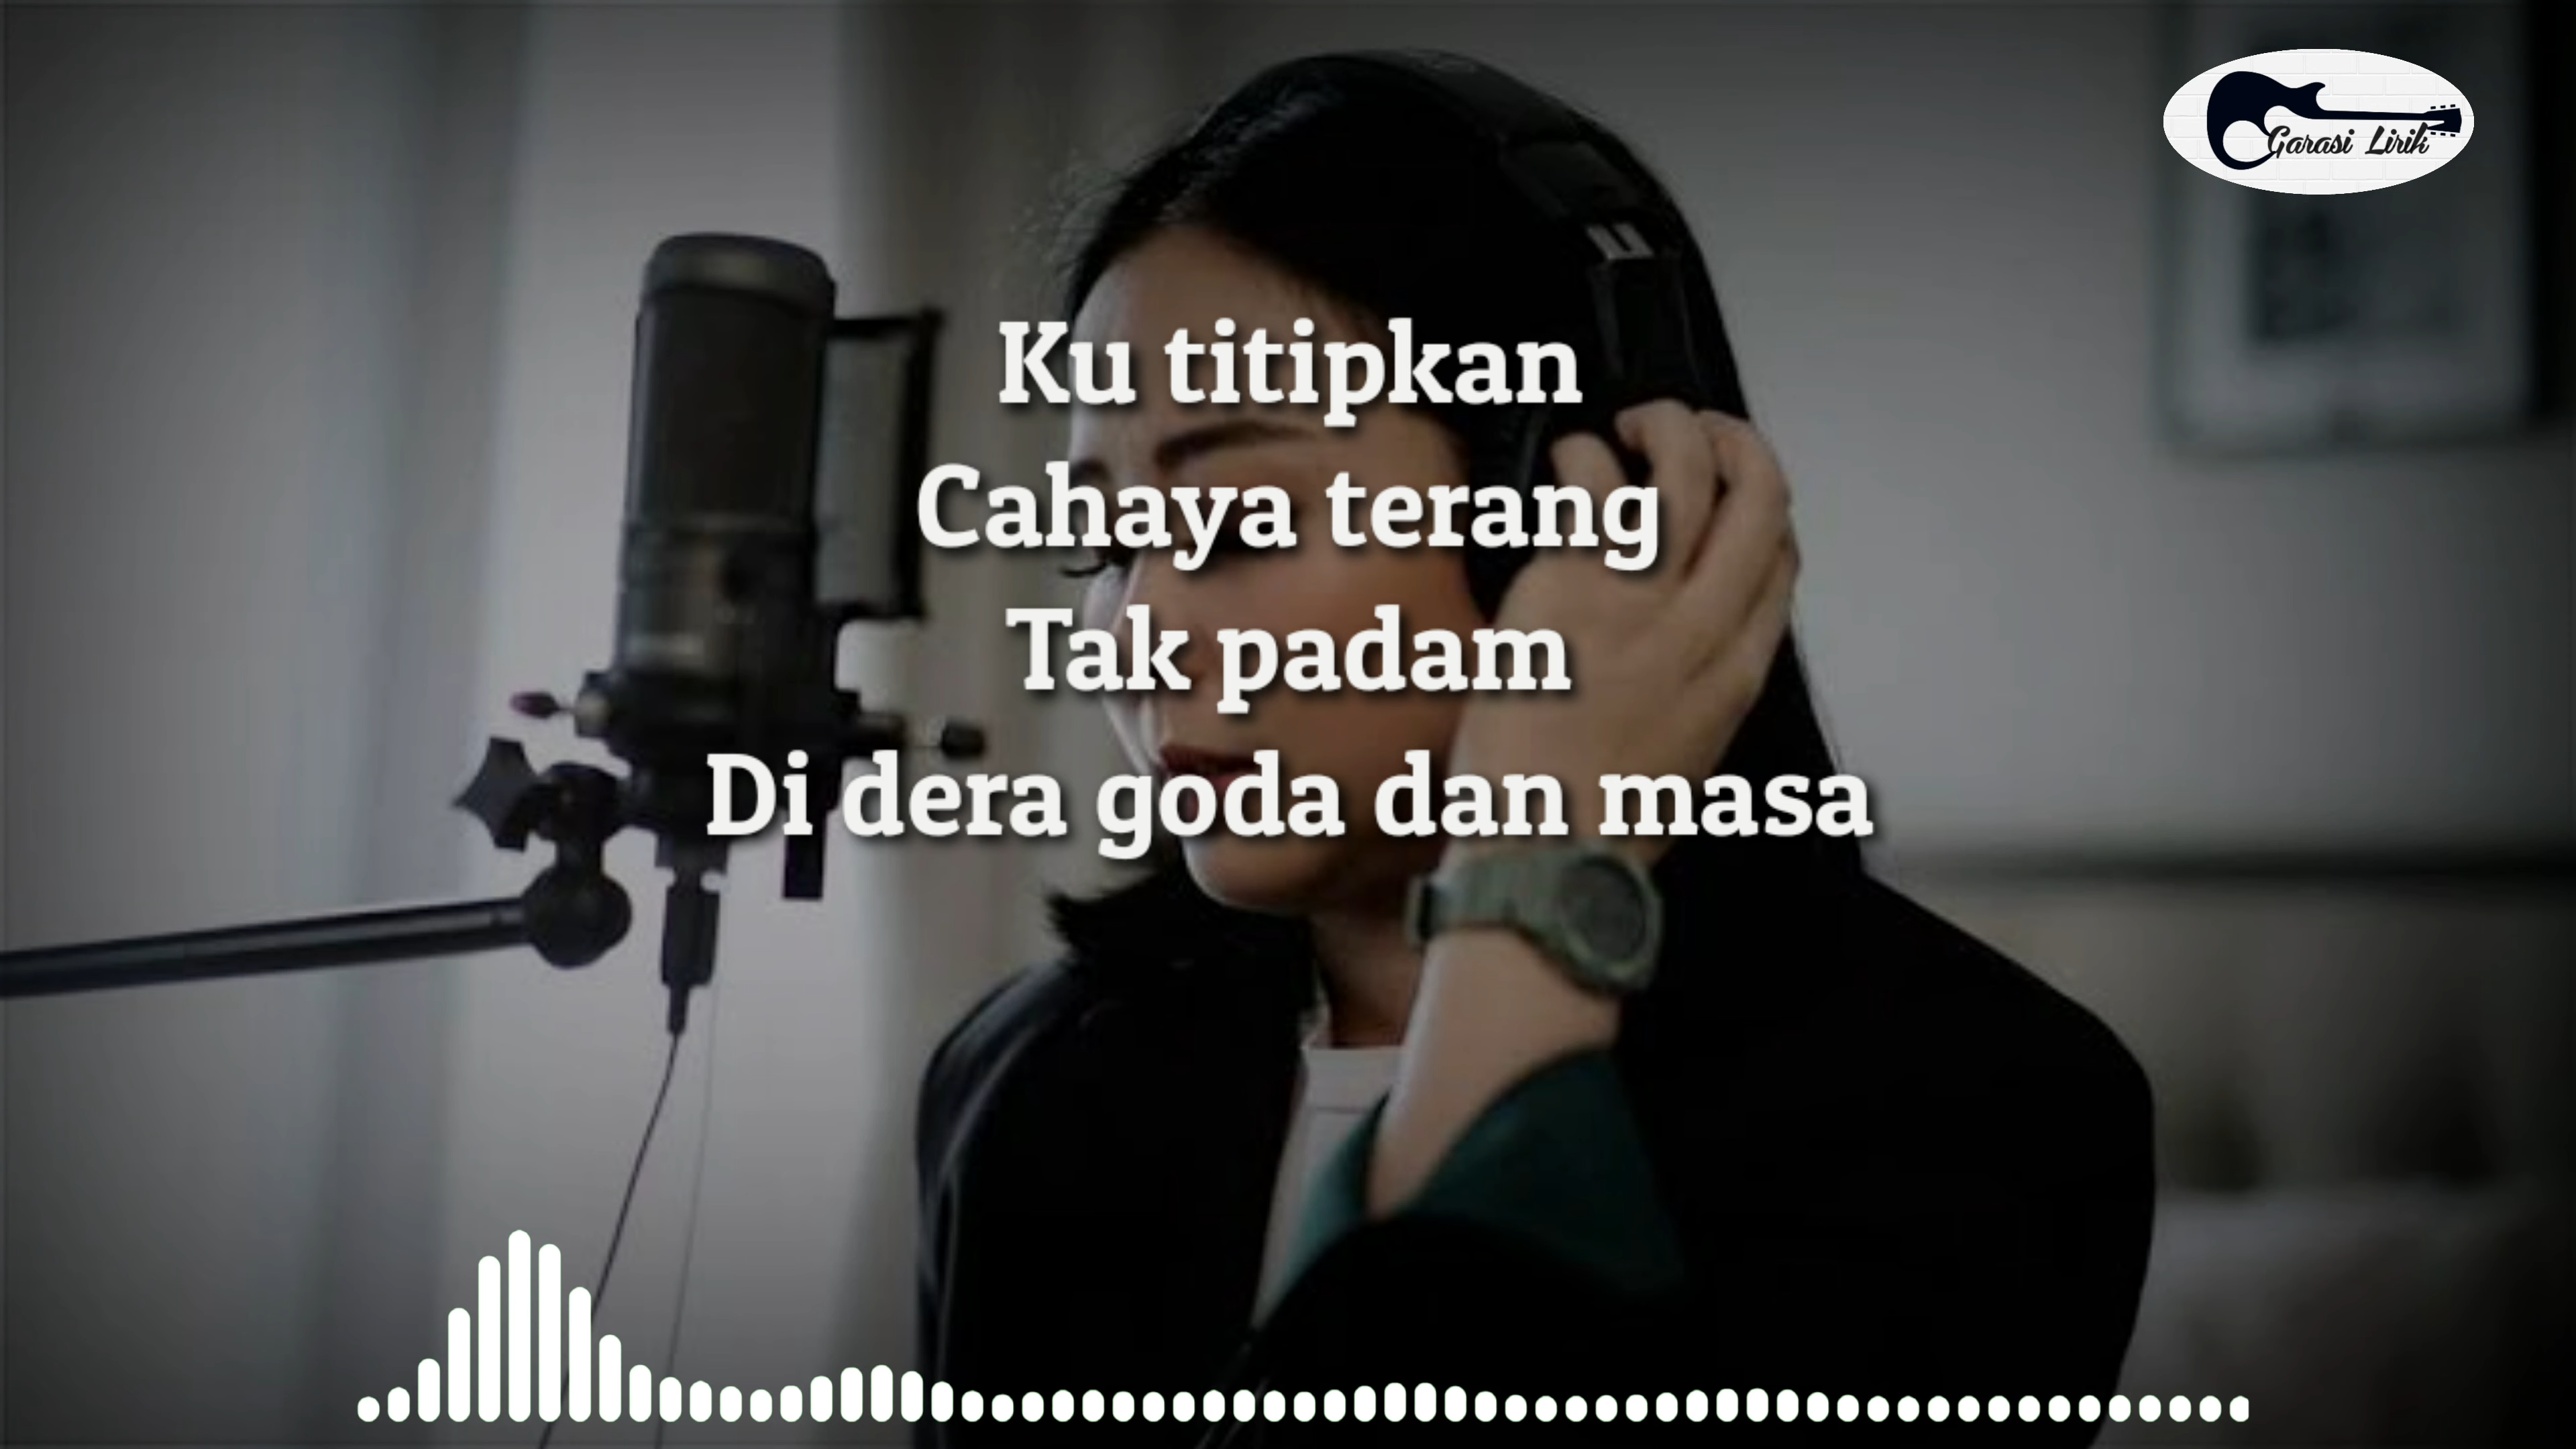 Garasi Lirik
Ku titipkan
Cahaya terang
Tak padam
Di dera goda dan masa